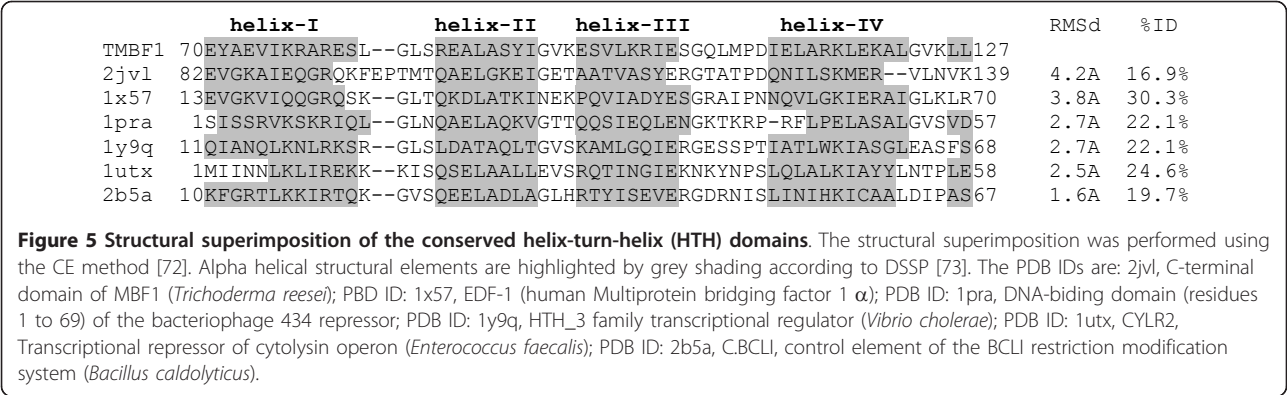 helix-I helix-II helix-III helix-IV RMSd %ID
TMBF1 70EYAEVIKRARESL--GLSREALASYIGVKESVLKRIESGQLMPDIELARKLEKALGVKLL127
2jvl 82EVGKAIEQGRQKFEPTMTQAELGKEIGETAATVASYERGTATPDQNILSKMER--VLNVK139 4.2A 16.9%
1x57 13EVGKVIQQGRQSK--GLTQKDLATKINEKPQVIADYESGRAIPNNQVLGKIERAIGLKLR70 3.8A 30.3%
1pra 1SISSRVKSKRIQL--GLNQAELAQKVGTTQQSIEQLENGKTKRP-RFLPELASALGVSVD57 2.7A 22.1%
1y9q 11QIANQLKNLRKSR--GLSLDATAQLTGVSKAMLGQIERGESSPTIATLWKIASGLEASFS68 2.7A 22.1%
1utx 1MIINNLKLIREKK--KISQSELAALLEVSRQTINGIEKNKYNPSLQLALKIAYYLNTPLE58 2.5A 24.6%
2b5a 10KFGRTLKKIRTQK--GVSQEELADLAGLHRTYISEVERGDRNISLINIHKICAALDIPAS67 1.6A 19.7%
Figure 5 Structural superimposition of the conserved helix-turn-helix (HTH) domains. The structural superimposition was performed using
the CE method [72]. Alpha helical structural elements are highlighted by grey shading according to DSSP [73]. The PDB IDs are: 2jvl, C-terminal
domain of MBF1 (Trichoderma reesei); PBD ID: 1x57, EDF-1 (human Multiprotein bridging factor 1 α); PDB ID: 1pra, DNA-biding domain (residues
1 to 69) of the bacteriophage 434 repressor; PDB ID: 1y9q, HTH_3 family transcriptional regulator (Vibrio cholerae); PDB ID: 1utx, CYLR2,
Transcriptional repressor of cytolysin operon (Enterococcus faecalis); PDB ID: 2b5a, C.BCLI, control element of the BCLI restriction modification
system (Bacillus caldolyticus).